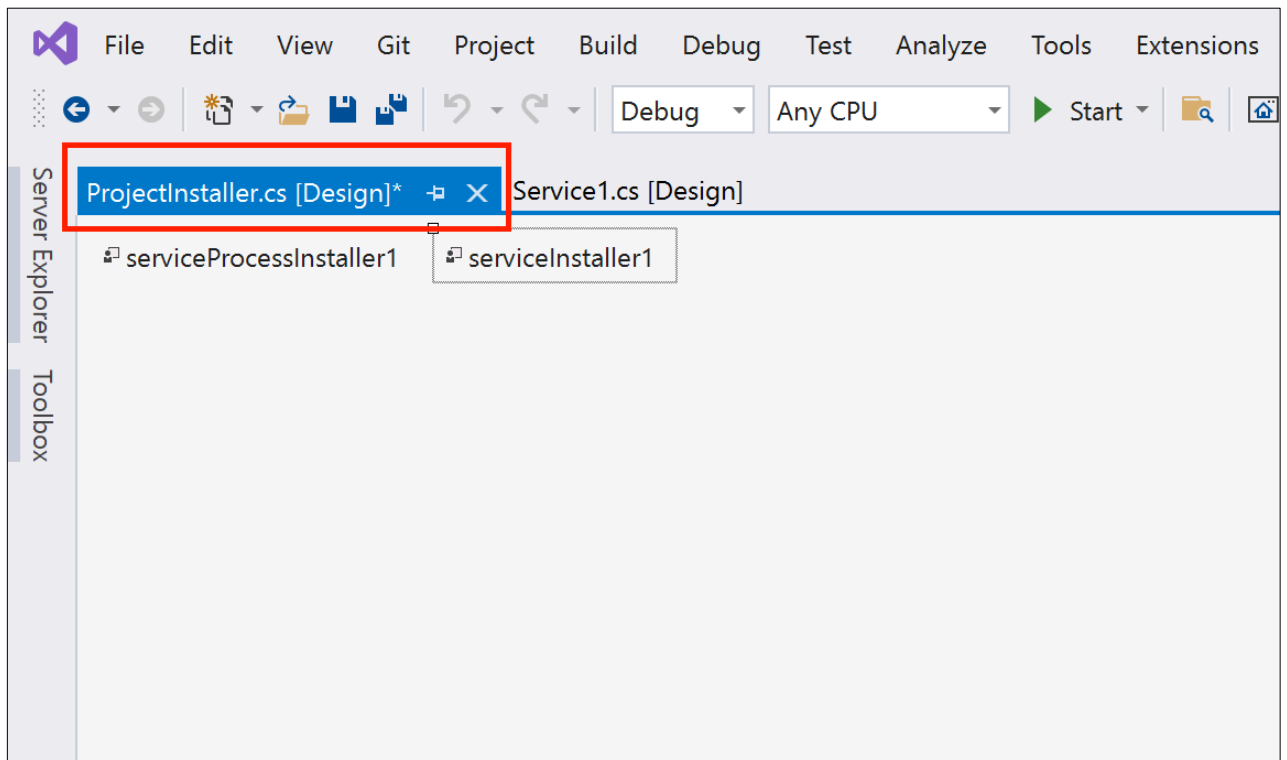 File Edit View Git Project Build Debug Test Analyze Tools Extensions
Debug Any CPU Start
ProjectInstaller.cs [Design]* Service1.cs [Design]
serviceProcessInstaller1 serviceInstaller1
Server Explorer
Toolbox